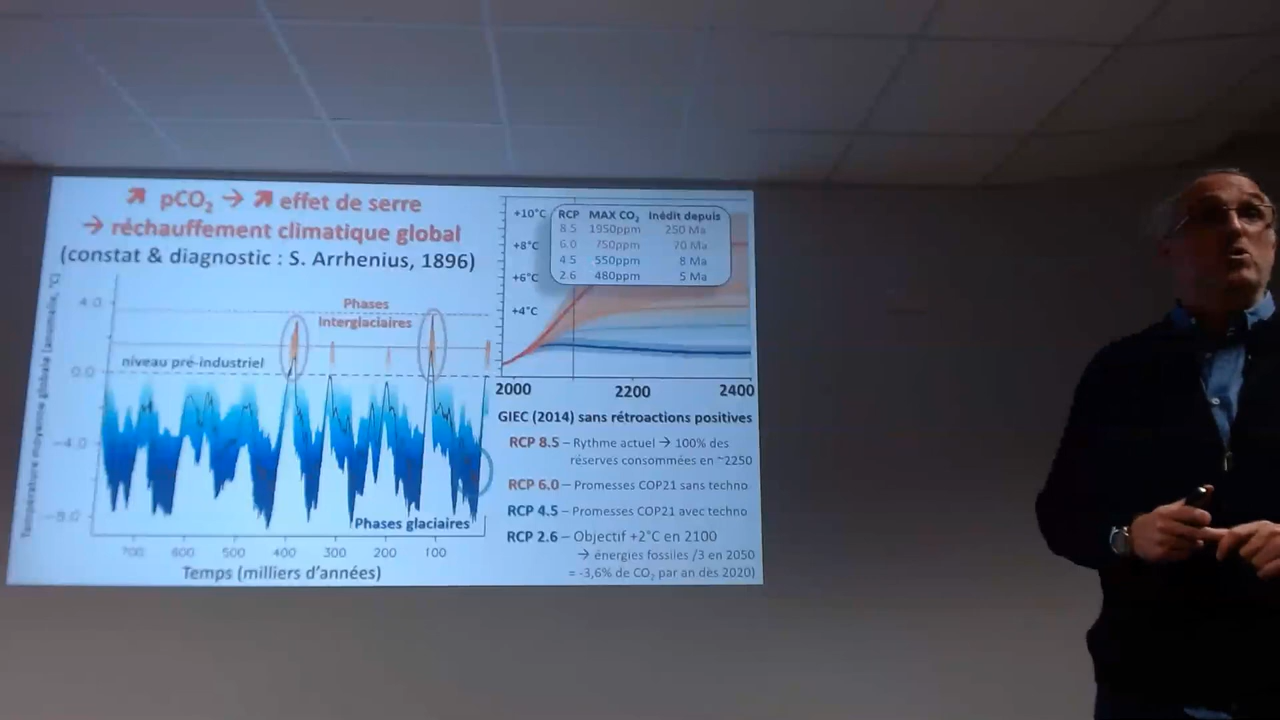 ↗ pCO₂ → ↗ effet de serre
→ réchauffement climatique global
(constat & diagnostic : S. Arrhenius, 1896)
Température moyenne globale (anomalie, °C)
4.0
0.0
-4.0
-8.0
Phases
Interglaciaires
niveau pré-industriel
Phases glaciaires
700 600 500 400 300 200 100
Temps (milliers d'années)
+10°C
+8°C
+6°C
+4°C
RCP MAX CO₂ Inédit depuis
8.5 1950ppm 250 Ma
6.0 750ppm 70 Ma
4.5 550ppm 8 Ma
2.6 480ppm 5 Ma
2000 2200 2400
GIEC (2014) sans rétroactions positives
RCP 8.5 – Rythme actuel → 100% des
réserves consommées en ~2250
RCP 6.0 – Promesses COP21 sans techno
RCP 4.5 – Promesses COP21 avec techno
RCP 2.6 – Objectif +2°C en 2100
→ énergies fossiles /3 en 2050
= -3,6% de CO₂ par an dès 2020)